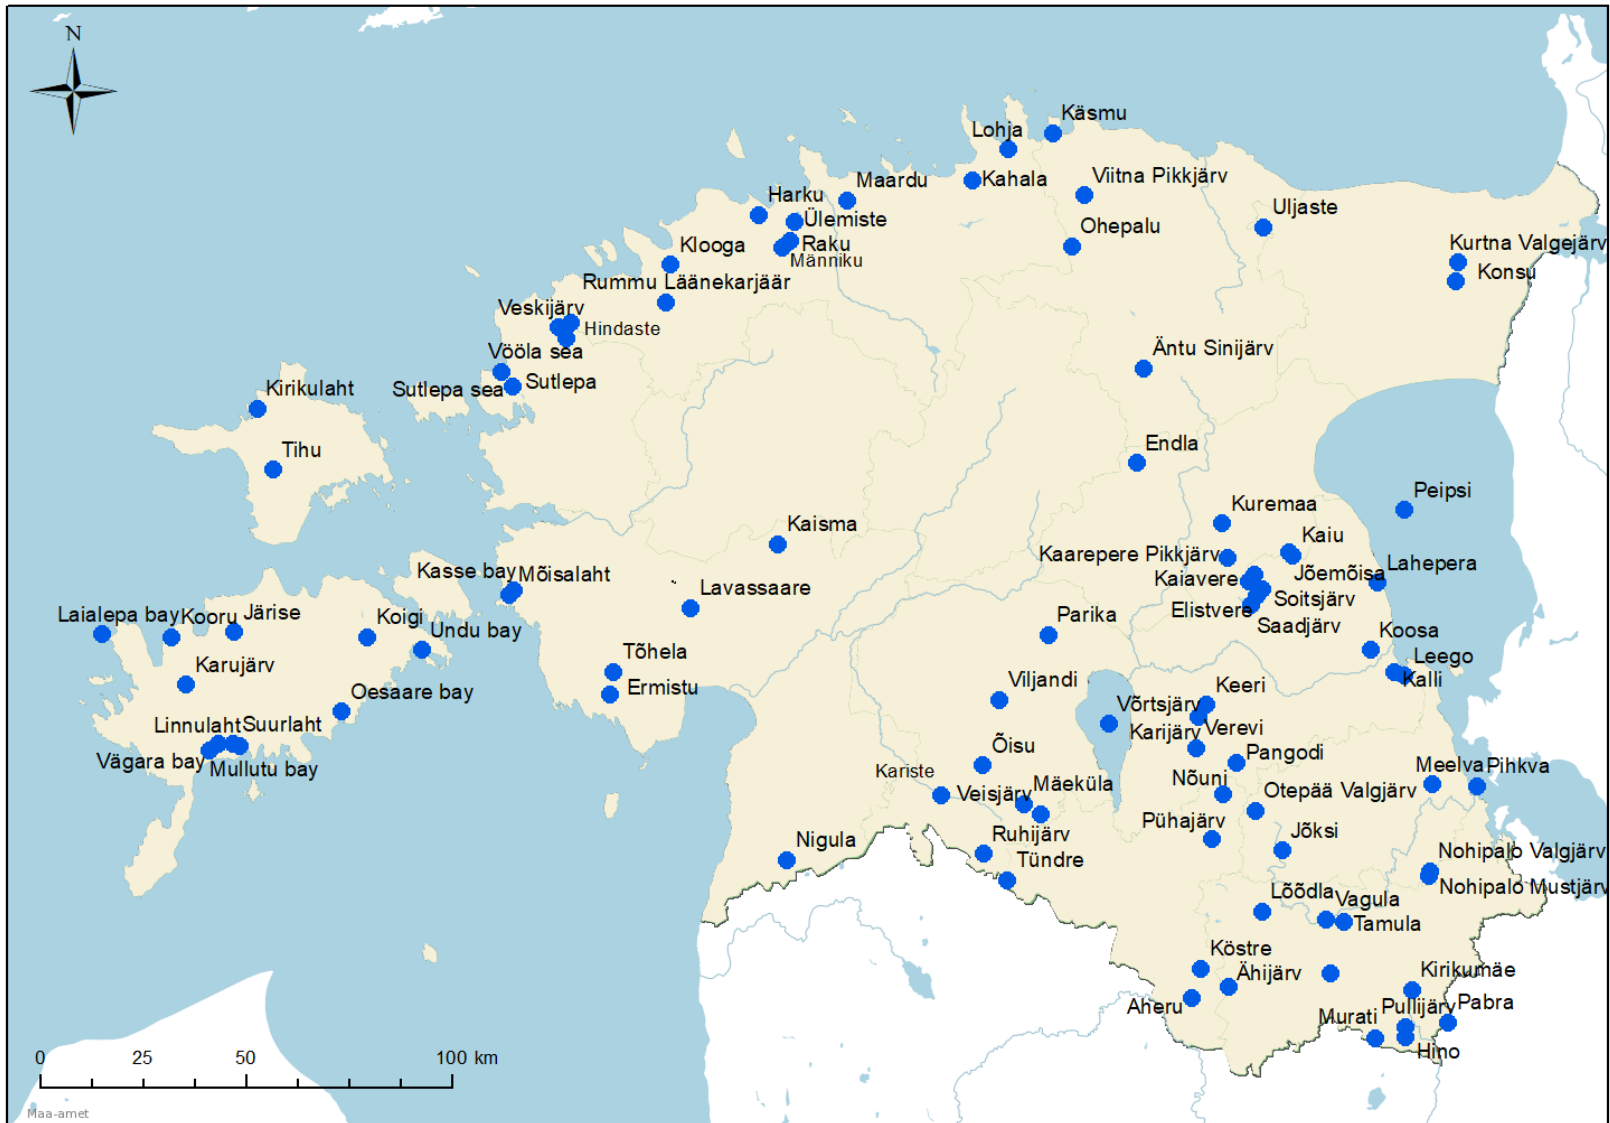 N
Käsmu
Lohja
Kahala
Viitna Pikkjärv
Maardu
Harku
Ülemiste
Uljaste
Ohepalu
Raku
Männiku
Klooga
Kurtna Valgejärv
Konsu
Rummu Läänekarjäär
Veskijärv
Hindaste
Vööla sea
Äntu Sinijärv
Sutlepa sea
Sutlepa
Kirikulaht
Tihu
Endla
Peipsi
Kuremaa
Kaisma
Kaiu
Kaarepere Pikkjärv
Lahepera
Kasse bay
Mõisalaht
Kaiavere
Jõemõisa
Lavassaare
Soitsjärv
Elistvere
Saadjärv
Laialepa bay
Kooru
Järise
Koigi
Undu bay
Parika
Koosa
Leego
Kalli
Karujärv
Tõhela
Ermistu
Oesaare bay
Viljandi
Keeri
Võrtsjärv
Karijärv
Verevi
Linnulaht
Suurlaht
Vägara bay
Mullutu bay
Õisu
Pangodi
Kariste
Veisjärv
Mäeküla
Nõuni
Otepää Valgjärv
Meelva
Pihkva
Pühajärv
Jõksi
Nigula
Ruhijärv
Tündre
Nohipalo Valgjärv
Nohipalo Mustjärv
Lõõdla
Vagula
Tamula
Köstre
Ähijärv
Aheru
Kirikumäe
Pullijärv
Pabra
Murati
Hino
0 25 50 100 km
Maa-amet